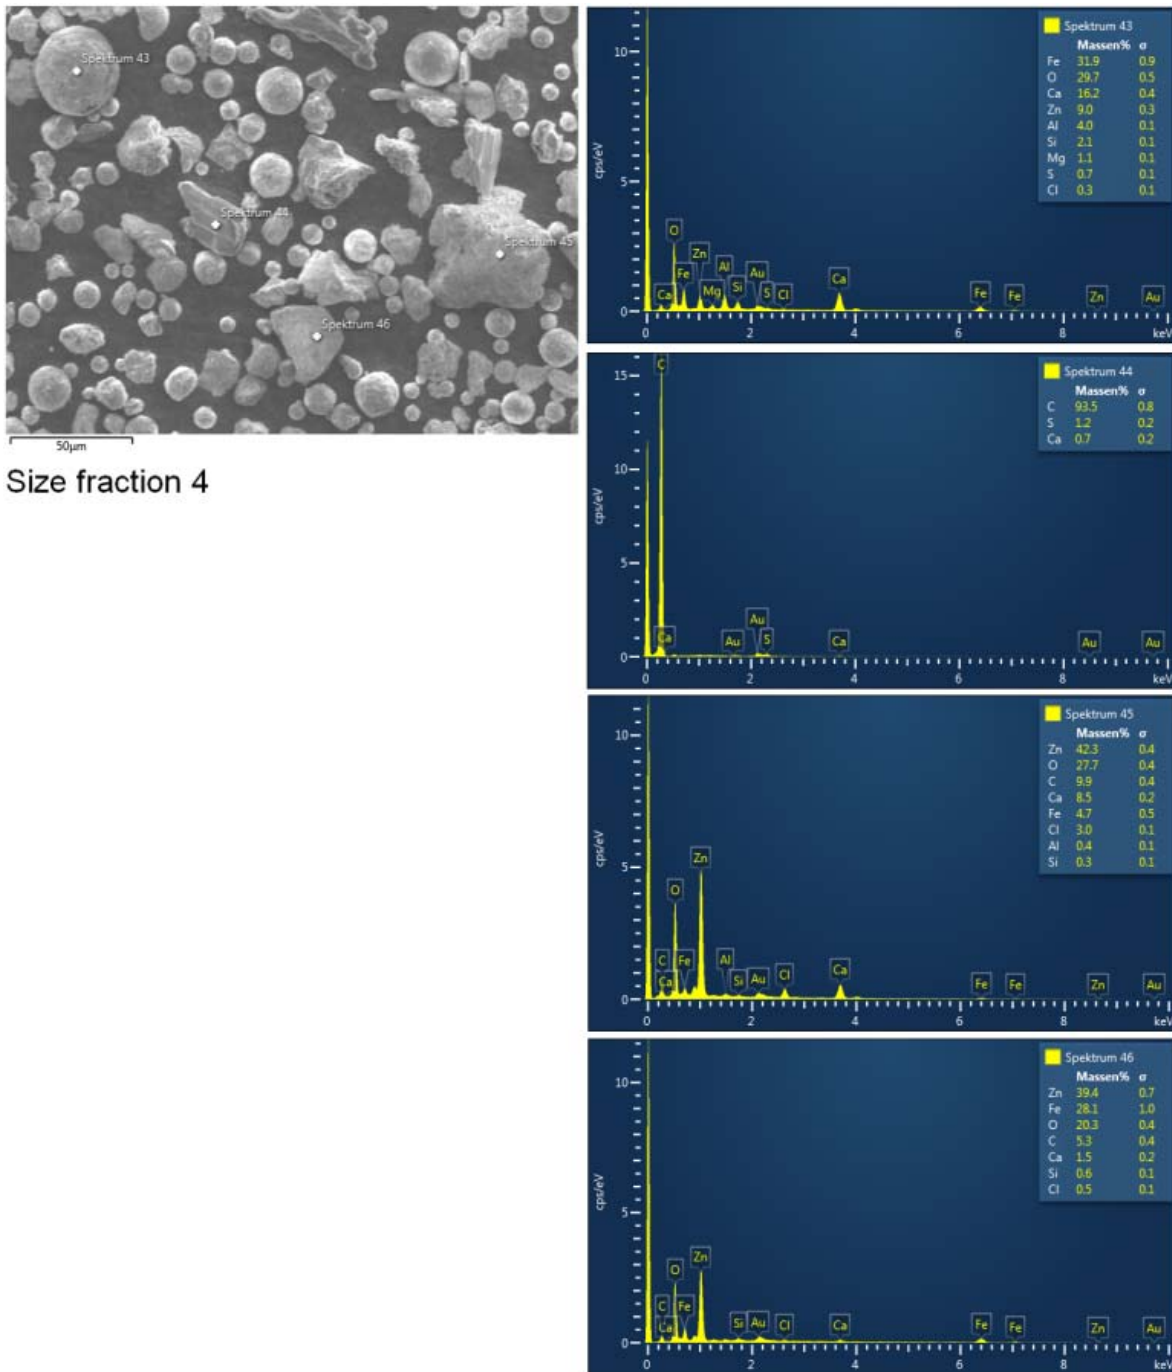 Spektrum 43
Spektrum 44
Spektrum 45
Spektrum 46
50µm
Size fraction 4
Spektrum 43
Massen% σ
Fe 31.9 0.9
O 29.7 0.5
Ca 16.2 0.4
Zn 9.0 0.3
Al 4.0 0.1
Si 2.1 0.1
Mg 1.1 0.1
S 0.7 0.1
Cl 0.3 0.1
cps/eV
10
5
0
O
Zn
Fe Al Au Ca
Ca Mg Si S Cl Fe Fe Zn Au
0 2 4 6 8 keV
Spektrum 44
Massen% σ
C 93.5 0.8
S 1.2 0.2
Ca 0.7 0.2
cps/eV
15
10
5
0
C
Au
Ca Au S Ca Au Au
0 2 4 6 8 keV
Spektrum 45
Massen% σ
Zn 42.3 0.4
O 27.7 0.4
C 9.9 0.4
Ca 8.5 0.2
Fe 4.7 0.5
Cl 3.0 0.1
Al 0.4 0.1
Si 0.3 0.1
cps/eV
10
5
0
Zn
O
C Fe Al Cl Ca
Ca Si Au Fe Fe Zn Au
0 2 4 6 8 keV
Spektrum 46
Massen% σ
Zn 39.4 0.7
Fe 28.1 1.0
O 20.3 0.4
C 5.3 0.4
Ca 1.5 0.2
Si 0.6 0.1
Cl 0.5 0.1
cps/eV
10
5
0
Zn
O
C Fe
Ca Si Au Cl Ca Fe Fe Zn Au
0 2 4 6 8 keV